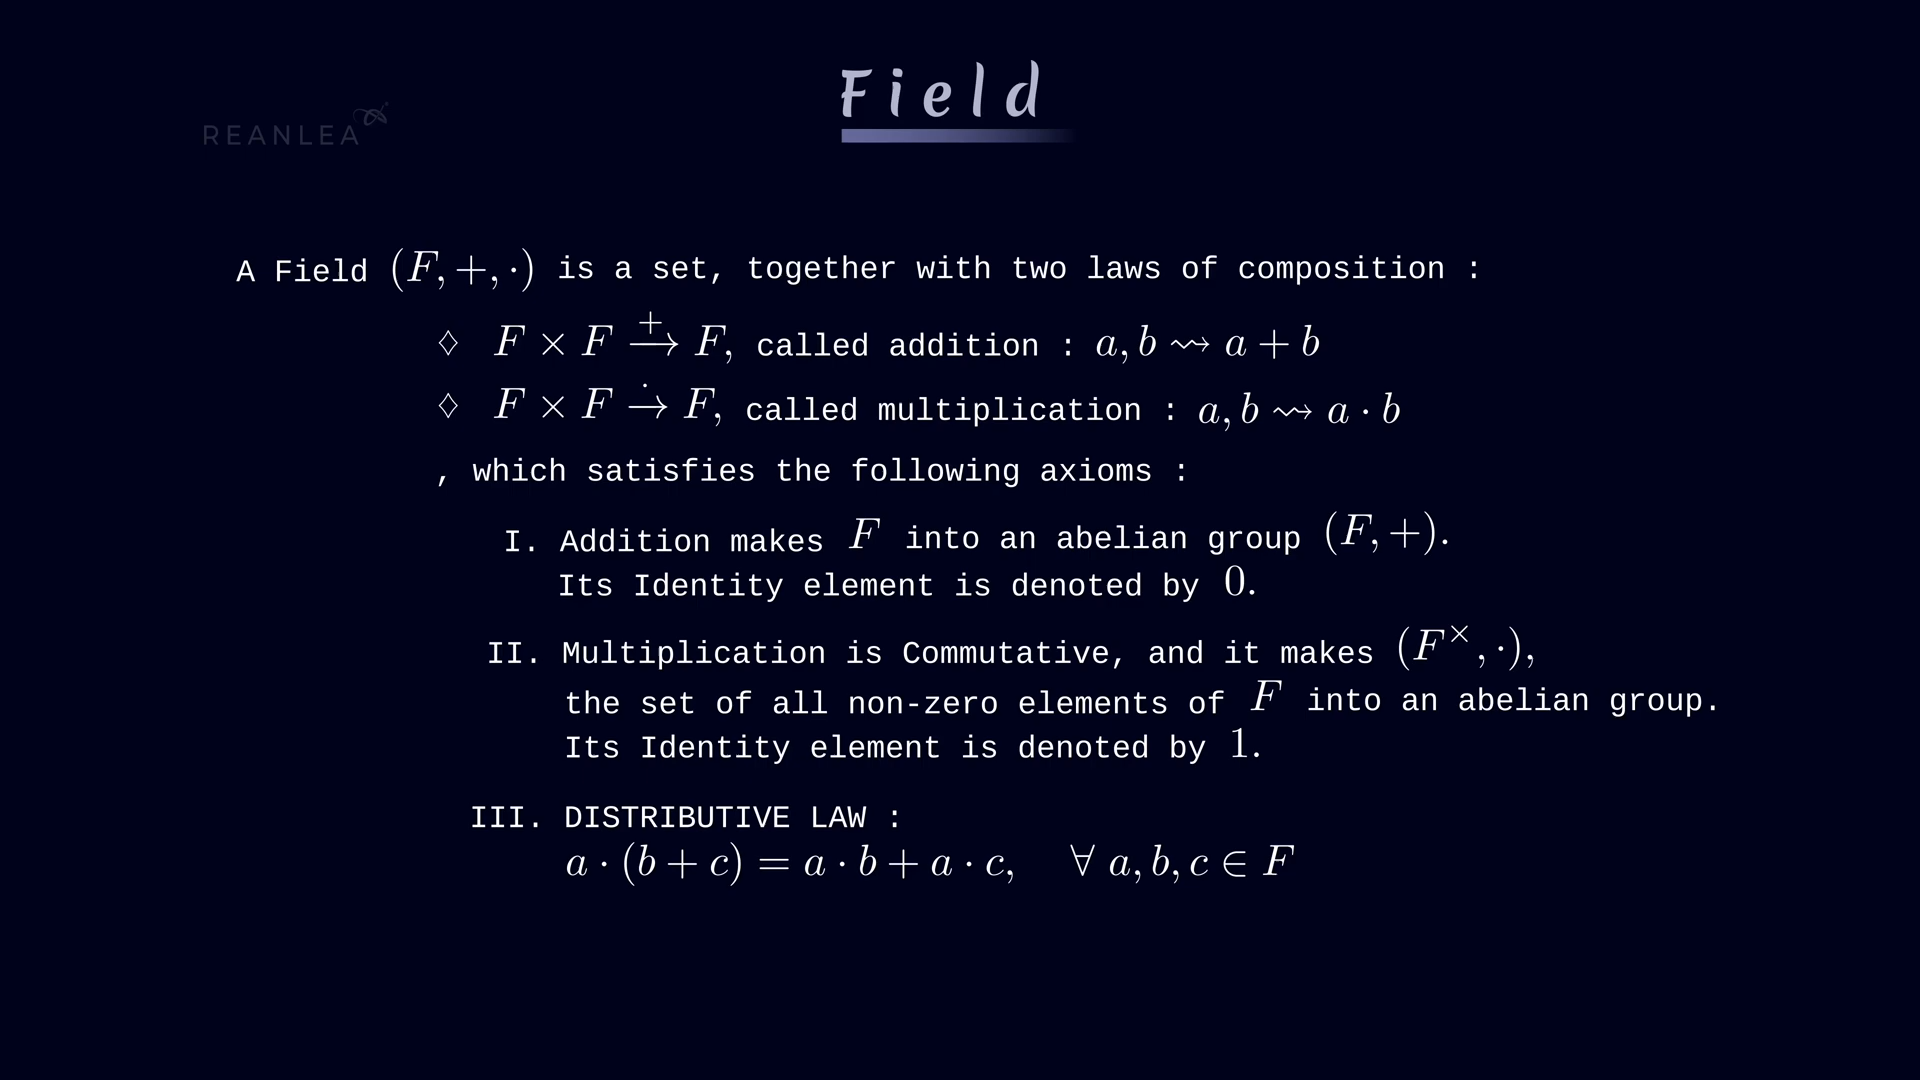 Field
REANLEA
A Field (F, +, ·) is a set, together with two laws of composition :
♢ F × F \xrightarrow{+} F, called addition : a, b ⇝ a + b
♢ F × F \xrightarrow{·} F, called multiplication : a, b ⇝ a · b
, which satisfies the following axioms :
I. Addition makes F into an abelian group (F, +).
Its Identity element is denoted by 0.
II. Multiplication is Commutative, and it makes (F^×, ·),
the set of all non-zero elements of F into an abelian group.
Its Identity element is denoted by 1.
III. DISTRIBUTIVE LAW :
a · (b + c) = a · b + a · c, ∀ a, b, c ∈ F